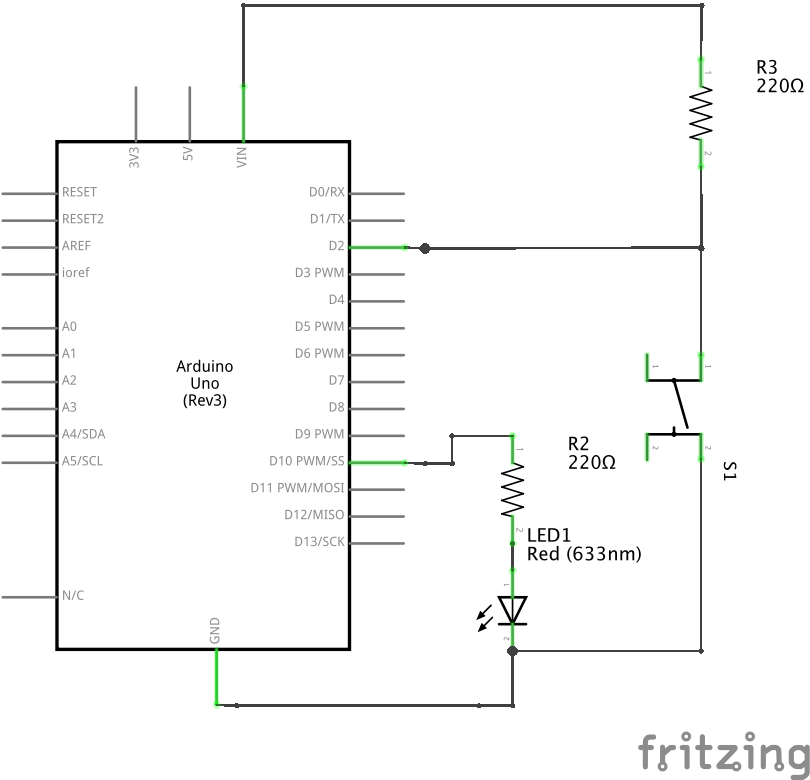 R3
220Ω
3V3
5V
VIN
RESET
RESET2
AREF
ioref
A0
A1
A2
A3
A4/SDA
A5/SCL
N/C
Arduino
Uno
(Rev3)
D0/RX
D1/TX
D2
D3 PWM
D4
D5 PWM
D6 PWM
D7
D8
D9 PWM
D10 PWM/SS
D11 PWM/MOSI
D12/MISO
D13/SCK
GND
1
2
1
1
2
2
S1
R2
220Ω
1
2
LED1
Red (633nm)
1
2
fritzing